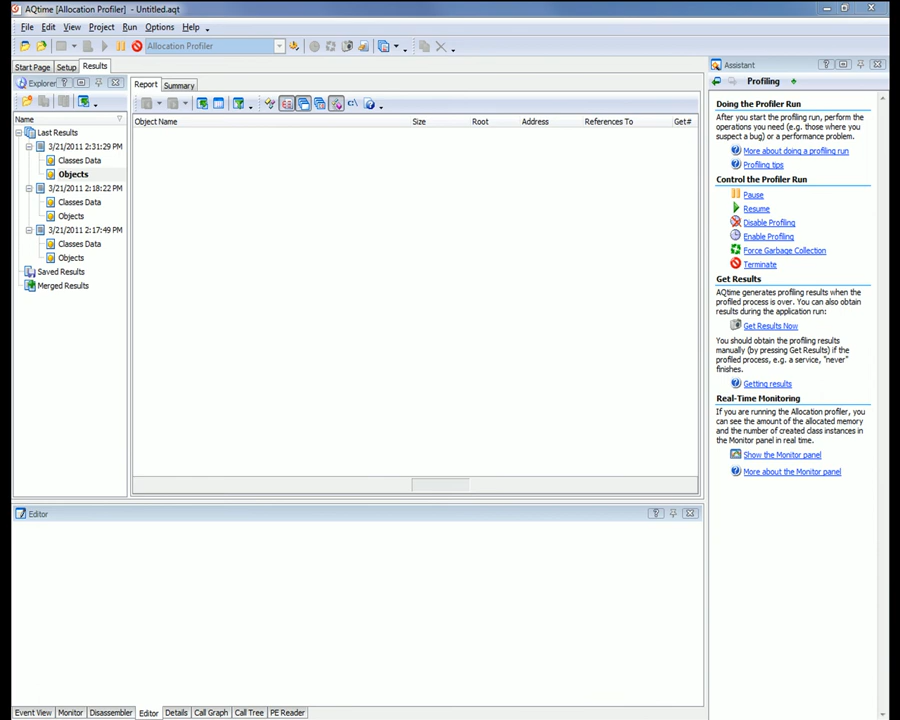 AQtime [Allocation Profiler] - Untitled.aqt
File Edit View Project Run Options Help
Allocation Profiler
Start Page Setup Results
Explorer
Name
Last Results
3/21/2011 2:31:29 PM
Classes Data
Objects
3/21/2011 2:18:22 PM
Classes Data
Objects
3/21/2011 2:17:49 PM
Classes Data
Objects
Saved Results
Merged Results
Report Summary
Object Name Size Root Address References To Get#
Assistant
Profiling
Doing the Profiler Run
After you start the profiling run, perform the
operations you need (e.g. those where you
suspect a bug) or a performance problem.
More about doing a profiling run
Profiling tips
Control the Profiler Run
Pause
Resume
Disable Profiling
Enable Profiling
Force Garbage Collection
Terminate
Get Results
AQtime generates profiling results when the
profiled process is over. You can also obtain
results during the application run:
Get Results Now
You should obtain the profiling results
manually (by pressing Get Results) if the
profiled process, e.g. a service, "never"
finishes.
Getting results
Real-Time Monitoring
If you are running the Allocation profiler, you
can see the amount of the allocated memory
and the number of created class instances in
the Monitor panel in real time.
Show the Monitor panel
More about the Monitor panel
Editor
Event View Monitor Disassembler Editor Details Call Graph Call Tree PE Reader